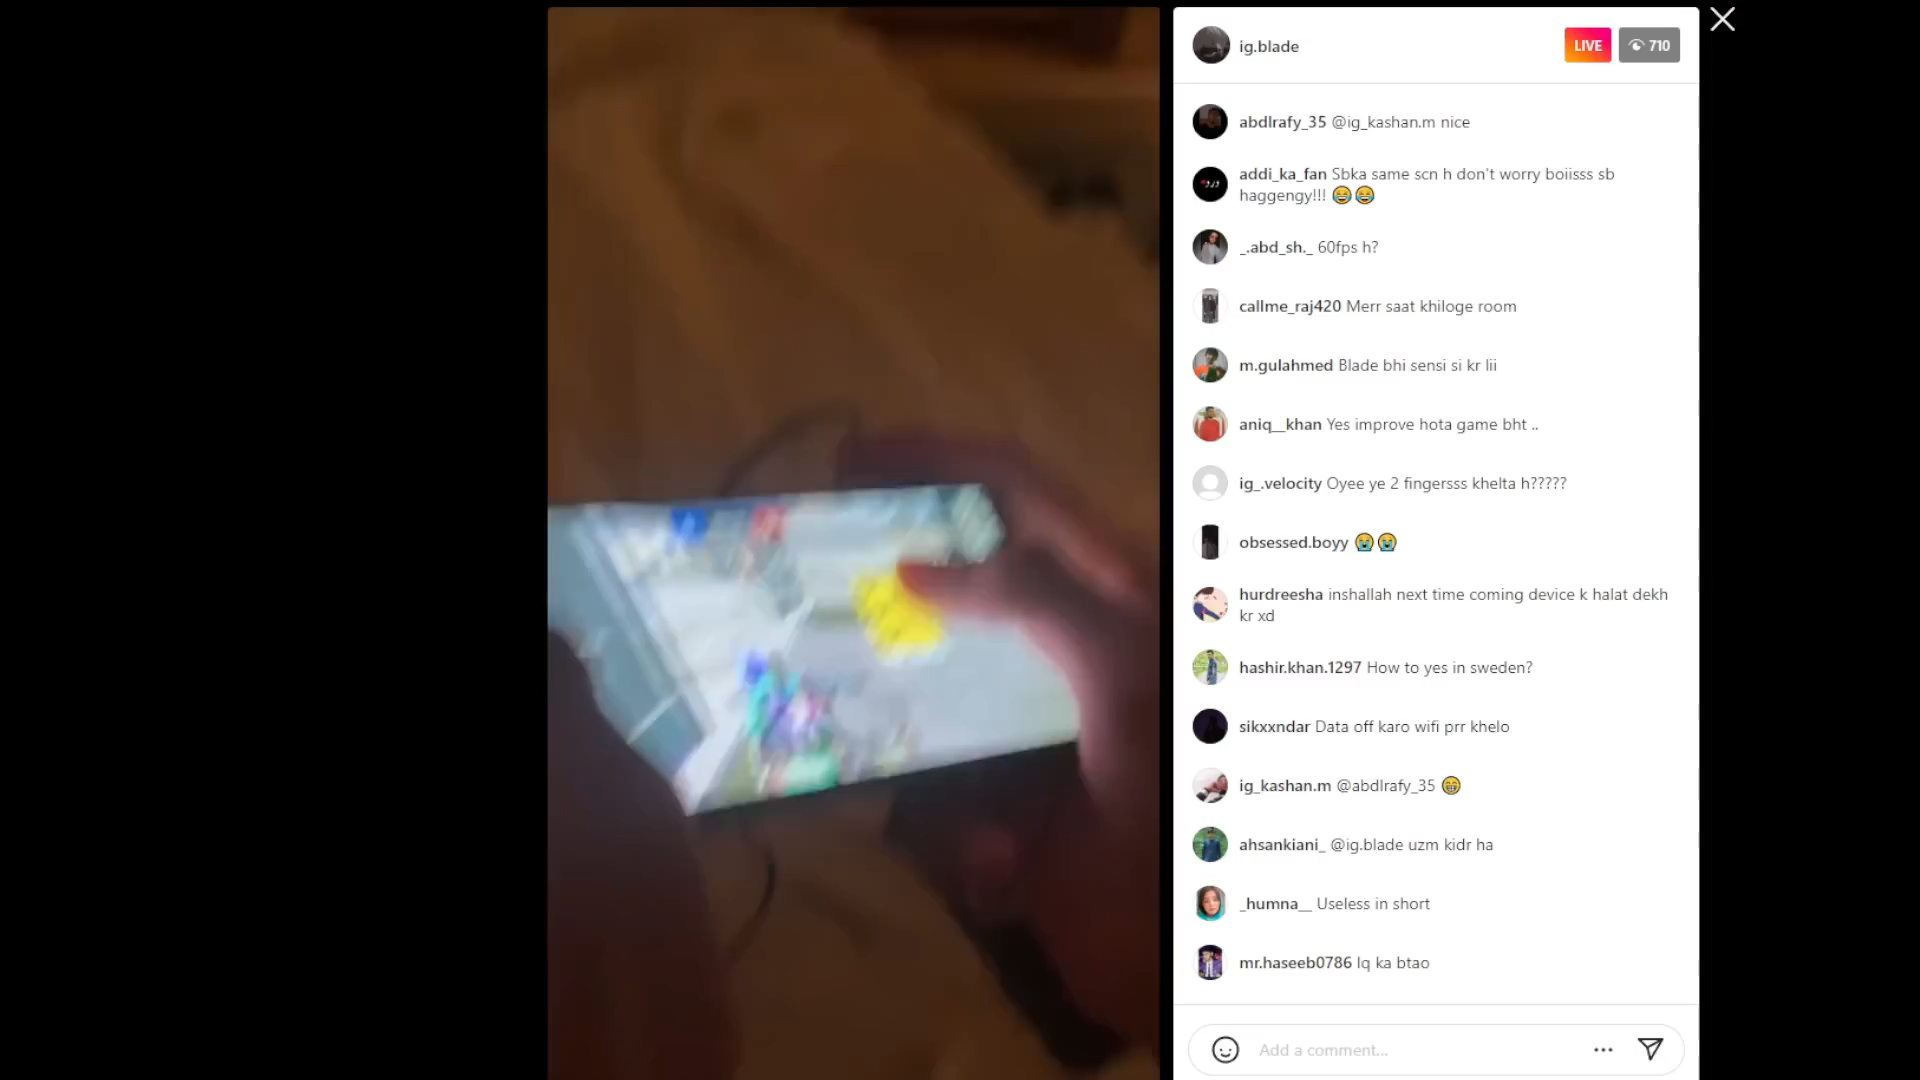 ig.blade
LIVE
710
abdlrafy_35 @ig_kashan.m nice
addi_ka_fan Sbka same scn h don't worry boiisss sb
haggengy!!! 😂😂
_.abd_sh._ 60fps h?
callme_raj420 Merr saat khiloge room
m.gulahmed Blade bhi sensi si kr lii
aniq__khan Yes improve hota game bht ..
ig_.velocity Oyee ye 2 fingersss khelta h?????
obsessed.boyy 😭😭
hurdreesha inshallah next time coming device k halat dekh
kr xd
hashir.khan.1297 How to yes in sweden?
sikxxndar Data off karo wifi prr khelo
ig_kashan.m @abdlrafy_35 😁
ahsankiani_ @ig.blade uzm kidr ha
_humna__ Useless in short
mr.haseeb0786 Iq ka btao
Add a comment...